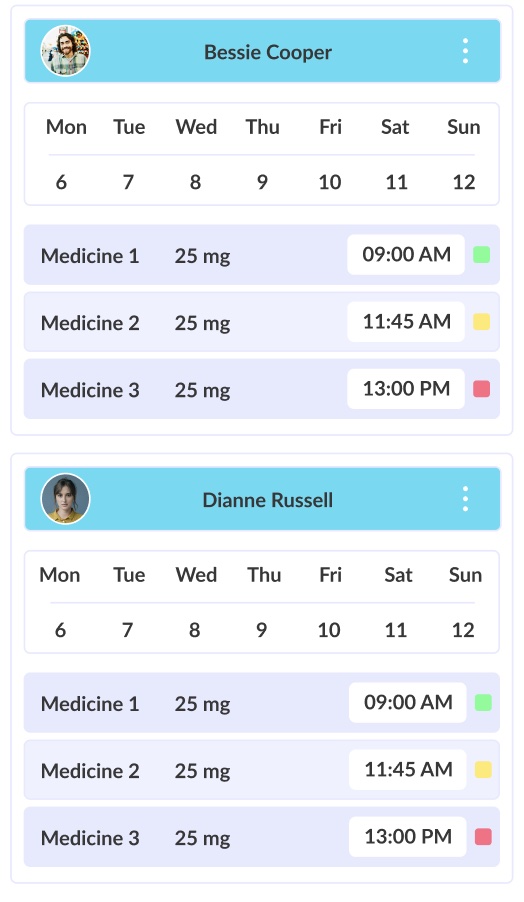 Bessie Cooper
Mon Tue Wed Thu Fri Sat Sun
6 7 8 9 10 11 12
Medicine 1 25 mg 09:00 AM
Medicine 2 25 mg 11:45 AM
Medicine 3 25 mg 13:00 PM
Dianne Russell
Mon Tue Wed Thu Fri Sat Sun
6 7 8 9 10 11 12
Medicine 1 25 mg 09:00 AM
Medicine 2 25 mg 11:45 AM
Medicine 3 25 mg 13:00 PM